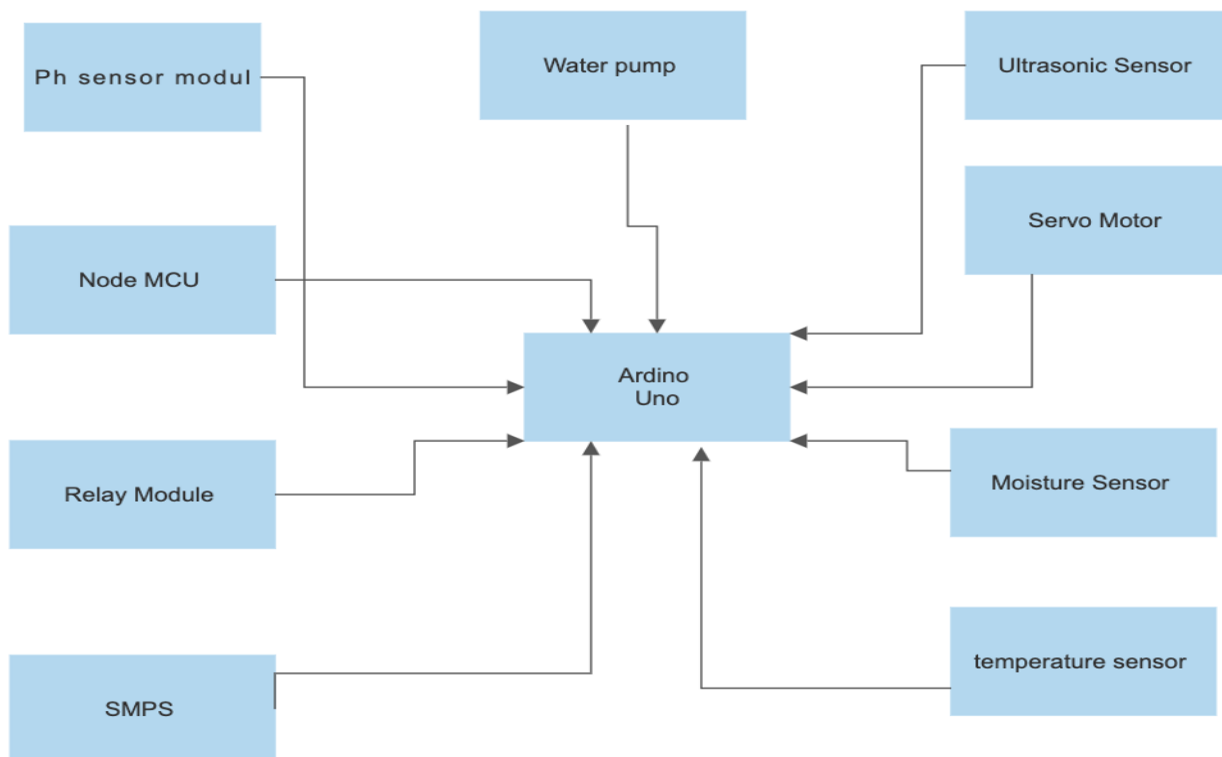 Ph sensor modul
Water pump
Ultrasonic Sensor
Servo Motor
Node MCU
Ardino
Uno
Relay Module
Moisture Sensor
temperature sensor
SMPS